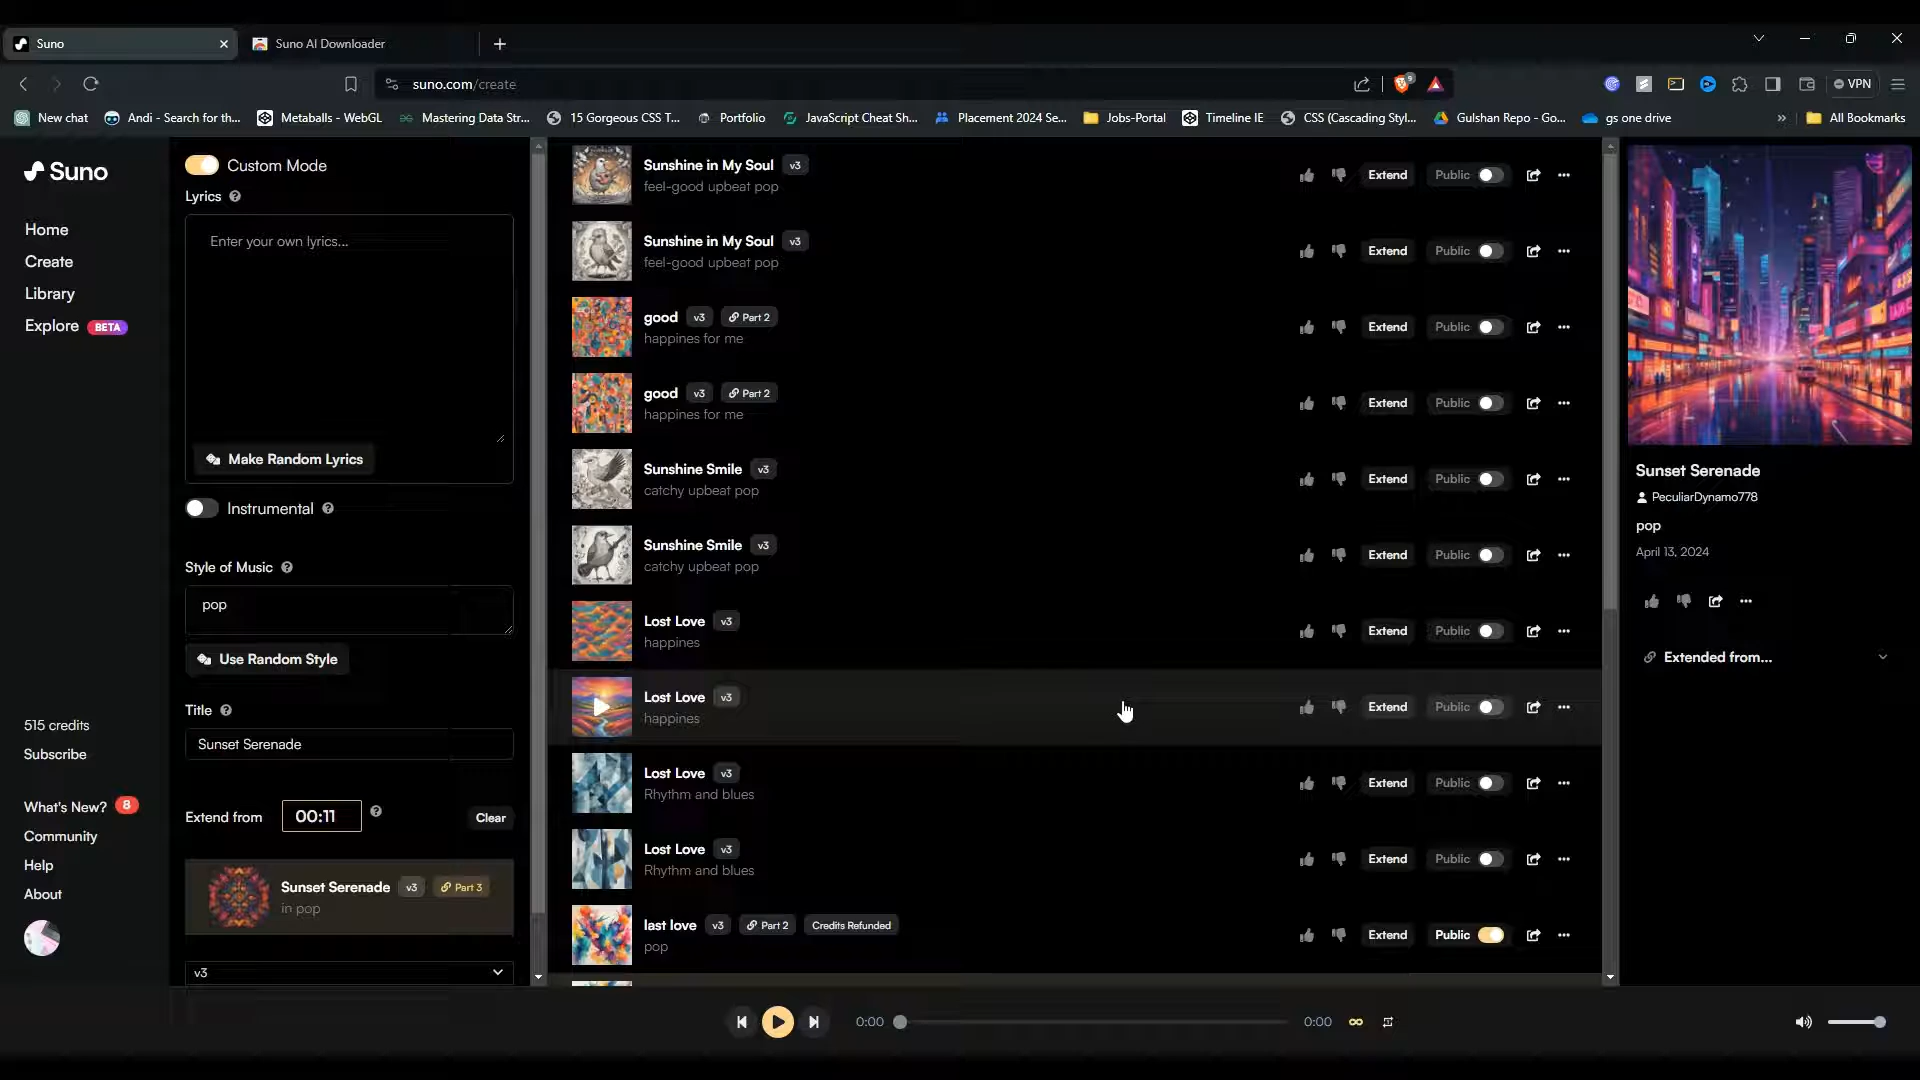 Suno
Suno AI Downloader
suno.com/create
9
VPN
New chat
Andi - Search for th...
Metaballs - WebGL
Mastering Data Str...
15 Gorgeous CSS T...
Portfolio
JavaScript Cheat Sh...
Placement 2024 Se...
Jobs-Portal
Timeline IE
CSS (Cascading Styl...
Gulshan Repo - Go...
gs one drive
All Bookmarks
Suno
Home
Create
Library
Explore BETA
515 credits
Subscribe
What's New? 8
Community
Help
About
Custom Mode
Lyrics
Enter your own lyrics...
Make Random Lyrics
Instrumental
Style of Music
pop
Use Random Style
Title
Sunset Serenade
Extend from 00:11 Clear
Sunset Serenade v3 Part 3
in pop
v3
Sunshine in My Soul v3
feel-good upbeat pop
Extend Public
Sunshine in My Soul v3
feel-good upbeat pop
Extend Public
good v3 Part 2
happines for me
Extend Public
good v3 Part 2
happines for me
Extend Public
Sunshine Smile v3
catchy upbeat pop
Extend Public
Sunshine Smile v3
catchy upbeat pop
Extend Public
Lost Love v3
happines
Extend Public
Lost Love v3
happines
Extend Public
Lost Love v3
Rhythm and blues
Extend Public
Lost Love v3
Rhythm and blues
Extend Public
last love v3 Part 2 Credits Refunded
pop
Extend Public
Sunset Serenade
PeculiarDynamo778
pop
April 13, 2024
Extended from...
0:00
0:00